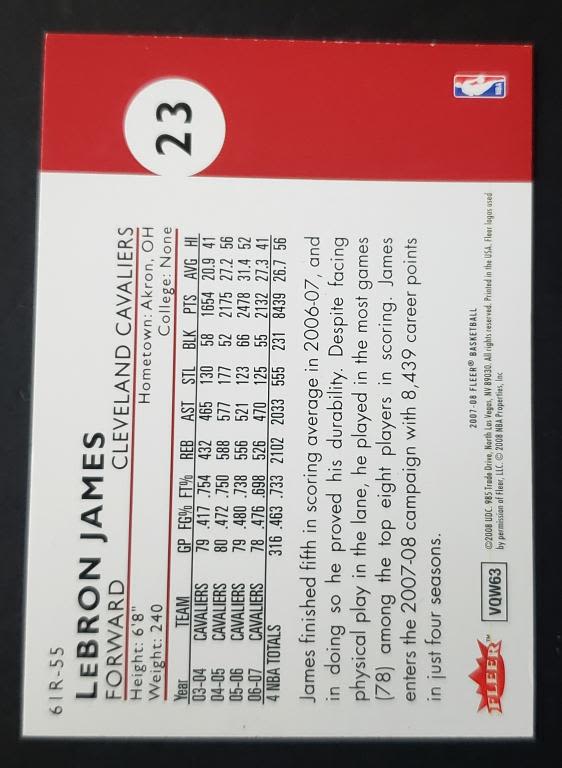 61R-55
LEBRON JAMES
FORWARD CLEVELAND CAVALIERS
23
Height: 6'8" Hometown: Akron, OH
Weight: 240 College: None
Year TEAM GP FG% FT% REB AST STL BLK PTS AVG HI
03-04 CAVALIERS 79 .417 .754 432 465 130 58 1654 20.9 41
04-05 CAVALIERS 80 .472 .750 588 577 177 52 2175 27.2 56
05-06 CAVALIERS 79 .480 .738 556 521 123 66 2478 31.4 52
06-07 CAVALIERS 78 .476 .698 526 470 125 55 2132 27.3 41
4 NBA TOTALS 316 .463 .733 2102 2033 555 231 8439 26.7 56
James finished fifth in scoring average in 2006-07, and
in doing so he proved his durability. Despite facing
physical play in the lane, he played in the most games
(78) among the top eight players in scoring. James
enters the 2007-08 campaign with 8,439 career points
in just four seasons.
FLEER™
VQW63
2007-08 FLEER® BASKETBALL
©2008 UDC. 985 Trade Drive, North Las Vegas, NV 89030. All rights reserved. Printed in the USA. Fleer logos used
by permission of Fleer, LLC. © 2008 NBA Properties, Inc
NBA